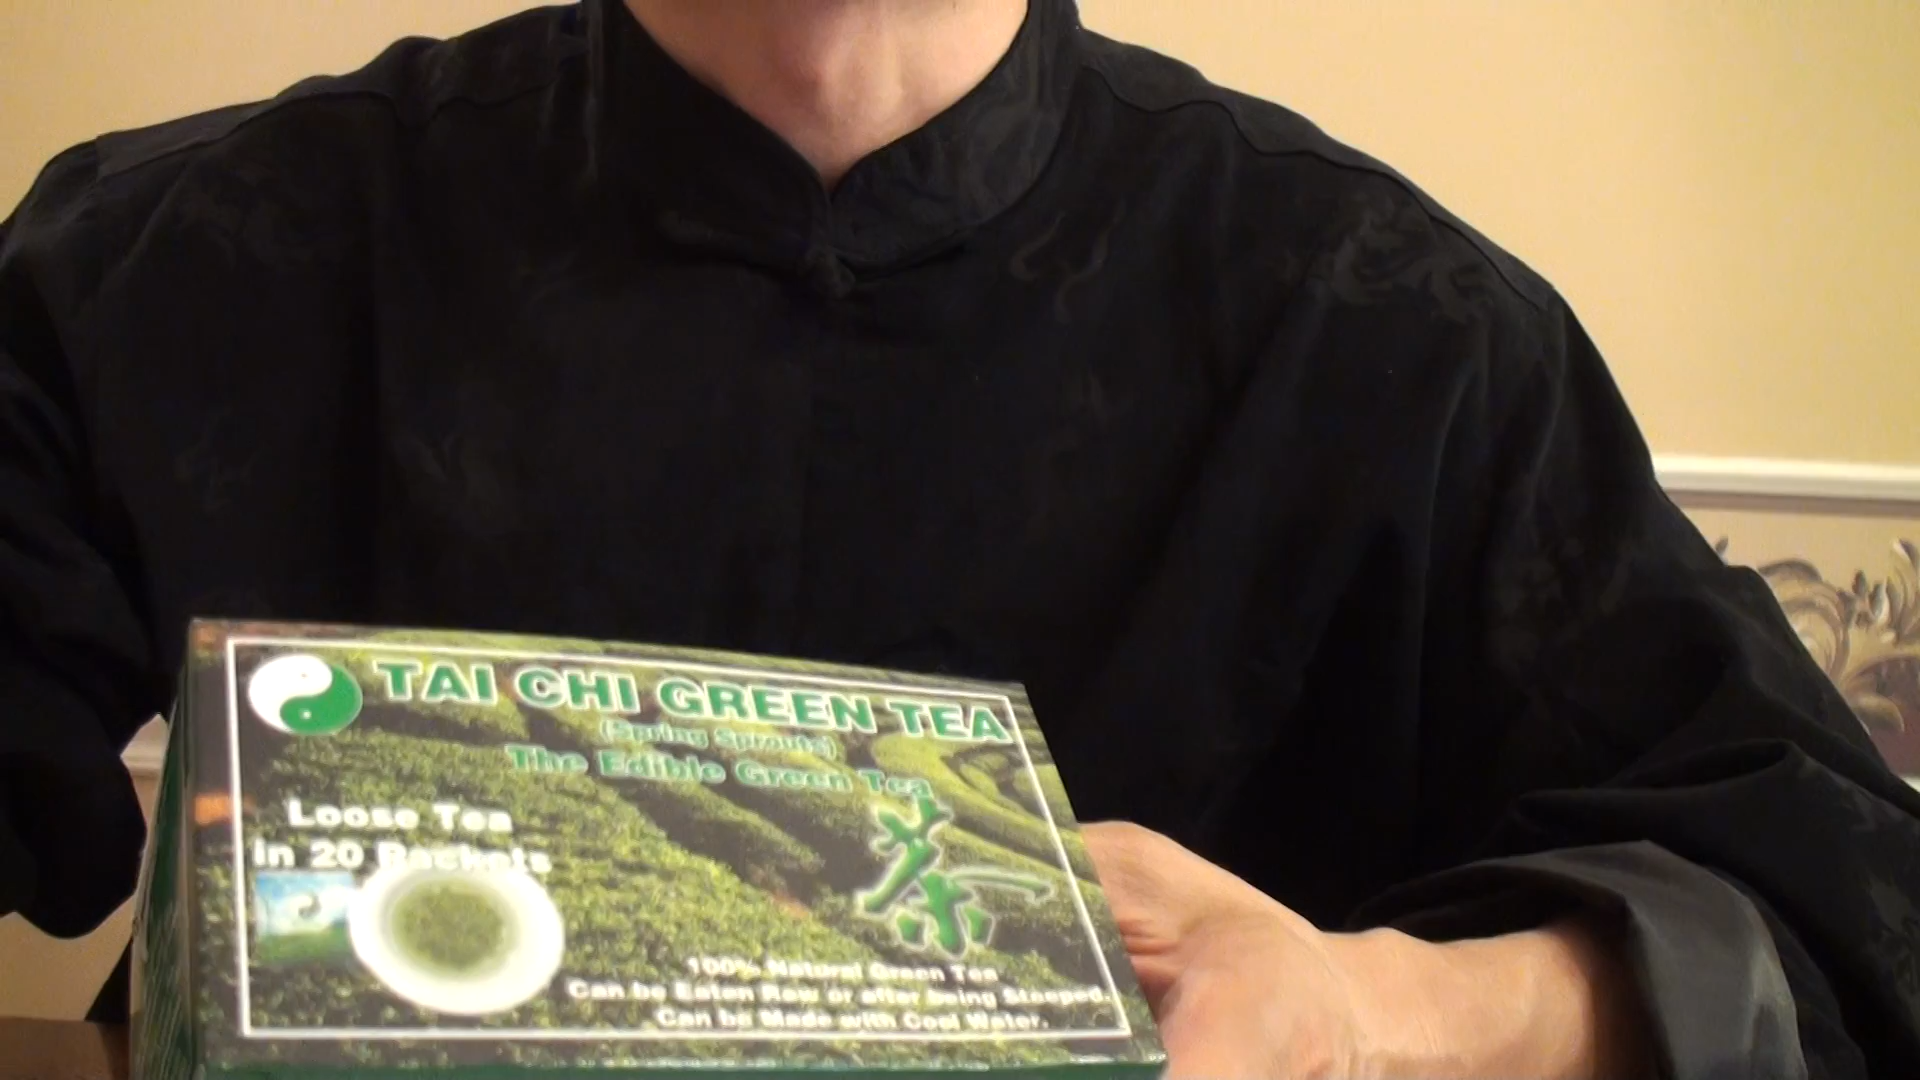 TAI CHI GREEN TEA
(Spring Sprouts)
The Edible Green Tea
Loose Tea
in 20 Packets
茶
100% Natural Green Tea
Can be Eaten Raw or after being Steeped.
Can be Made with Cool Water.